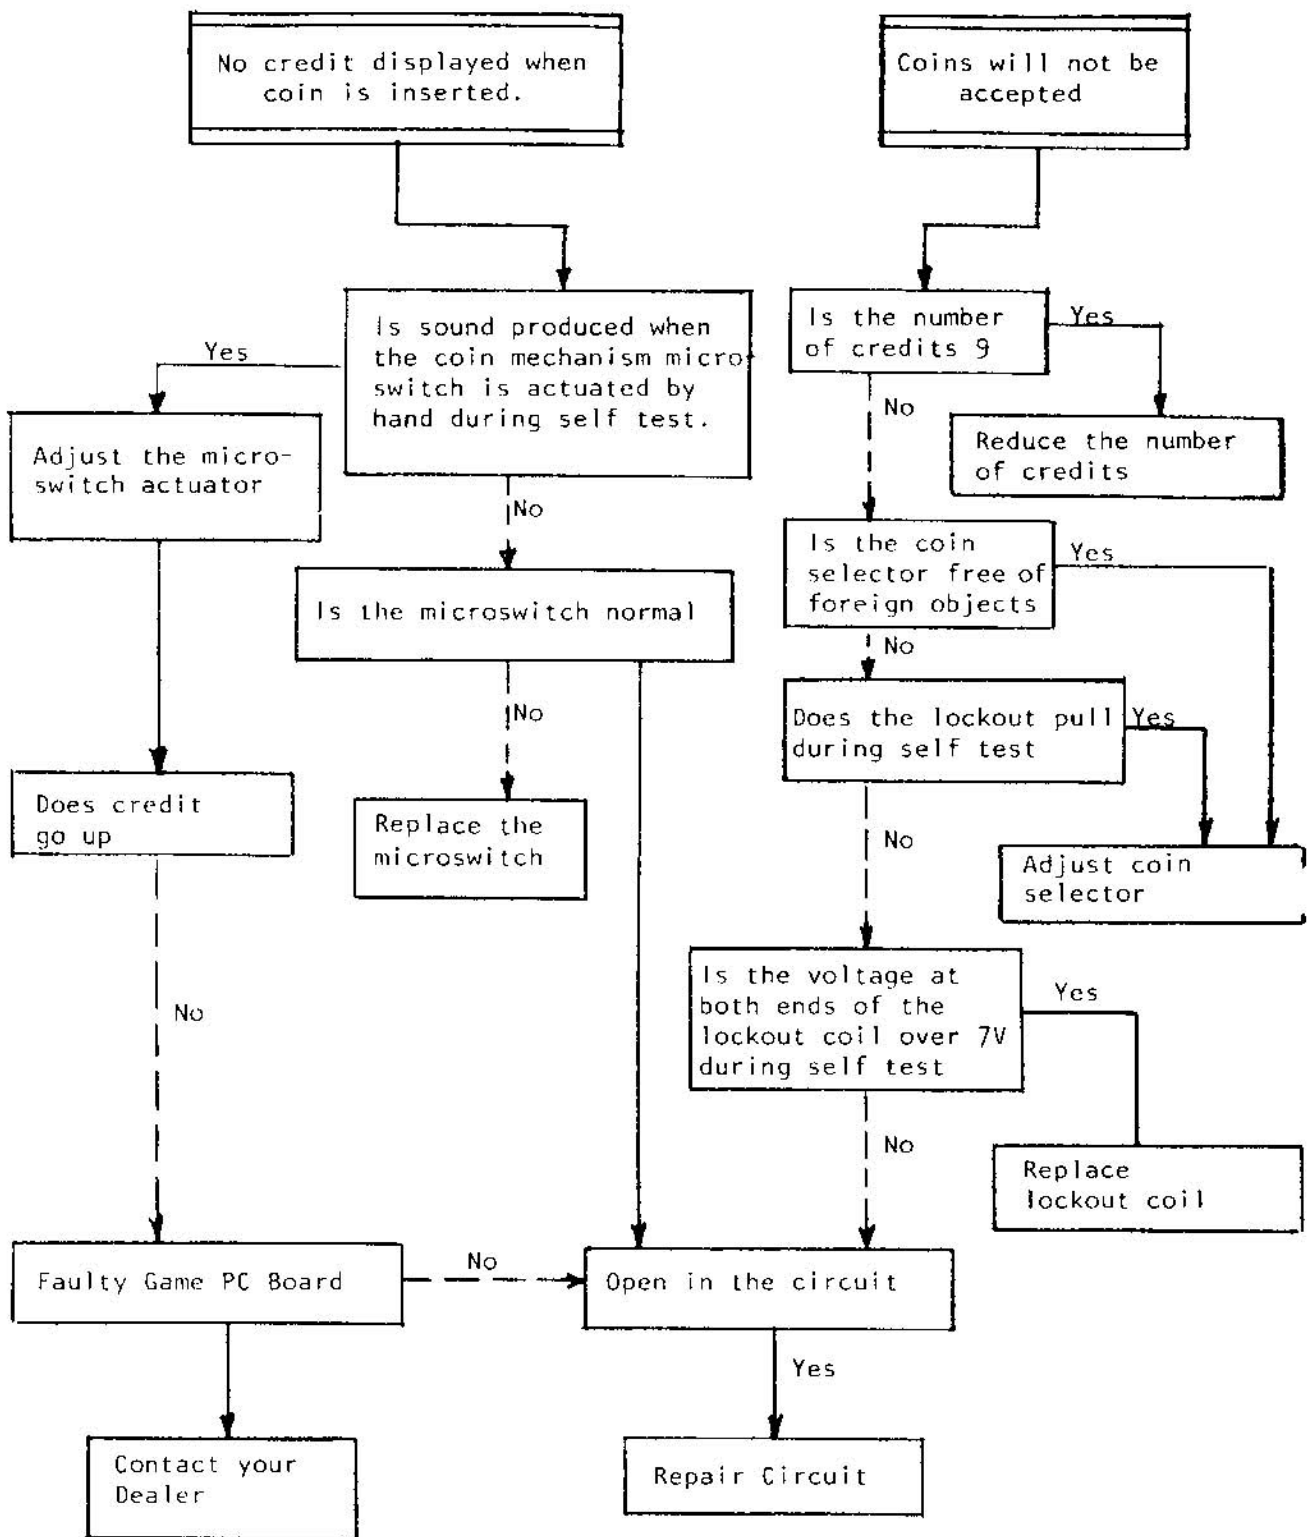 No credit displayed when
coin is inserted.
Coins will not be
accepted
Is sound produced when
the coin mechanism micro
switch is actuated by
hand during self test.
Yes
Adjust the micro-
switch actuator
No
Is the microswitch normal
No
Replace the
microswitch
Does credit
go up
No
Faulty Game PC Board
No
Contact your
Dealer
Is the number
of credits 9
Yes
Reduce the number
of credits
No
Is the coin
selector free of
foreign objects
Yes
No
Does the lockout pull
during self test
Yes
Adjust coin
selector
No
Is the voltage at
both ends of the
lockout coil over 7V
during self test
Yes
Replace
lockout coil
No
Open in the circuit
Yes
Repair Circuit